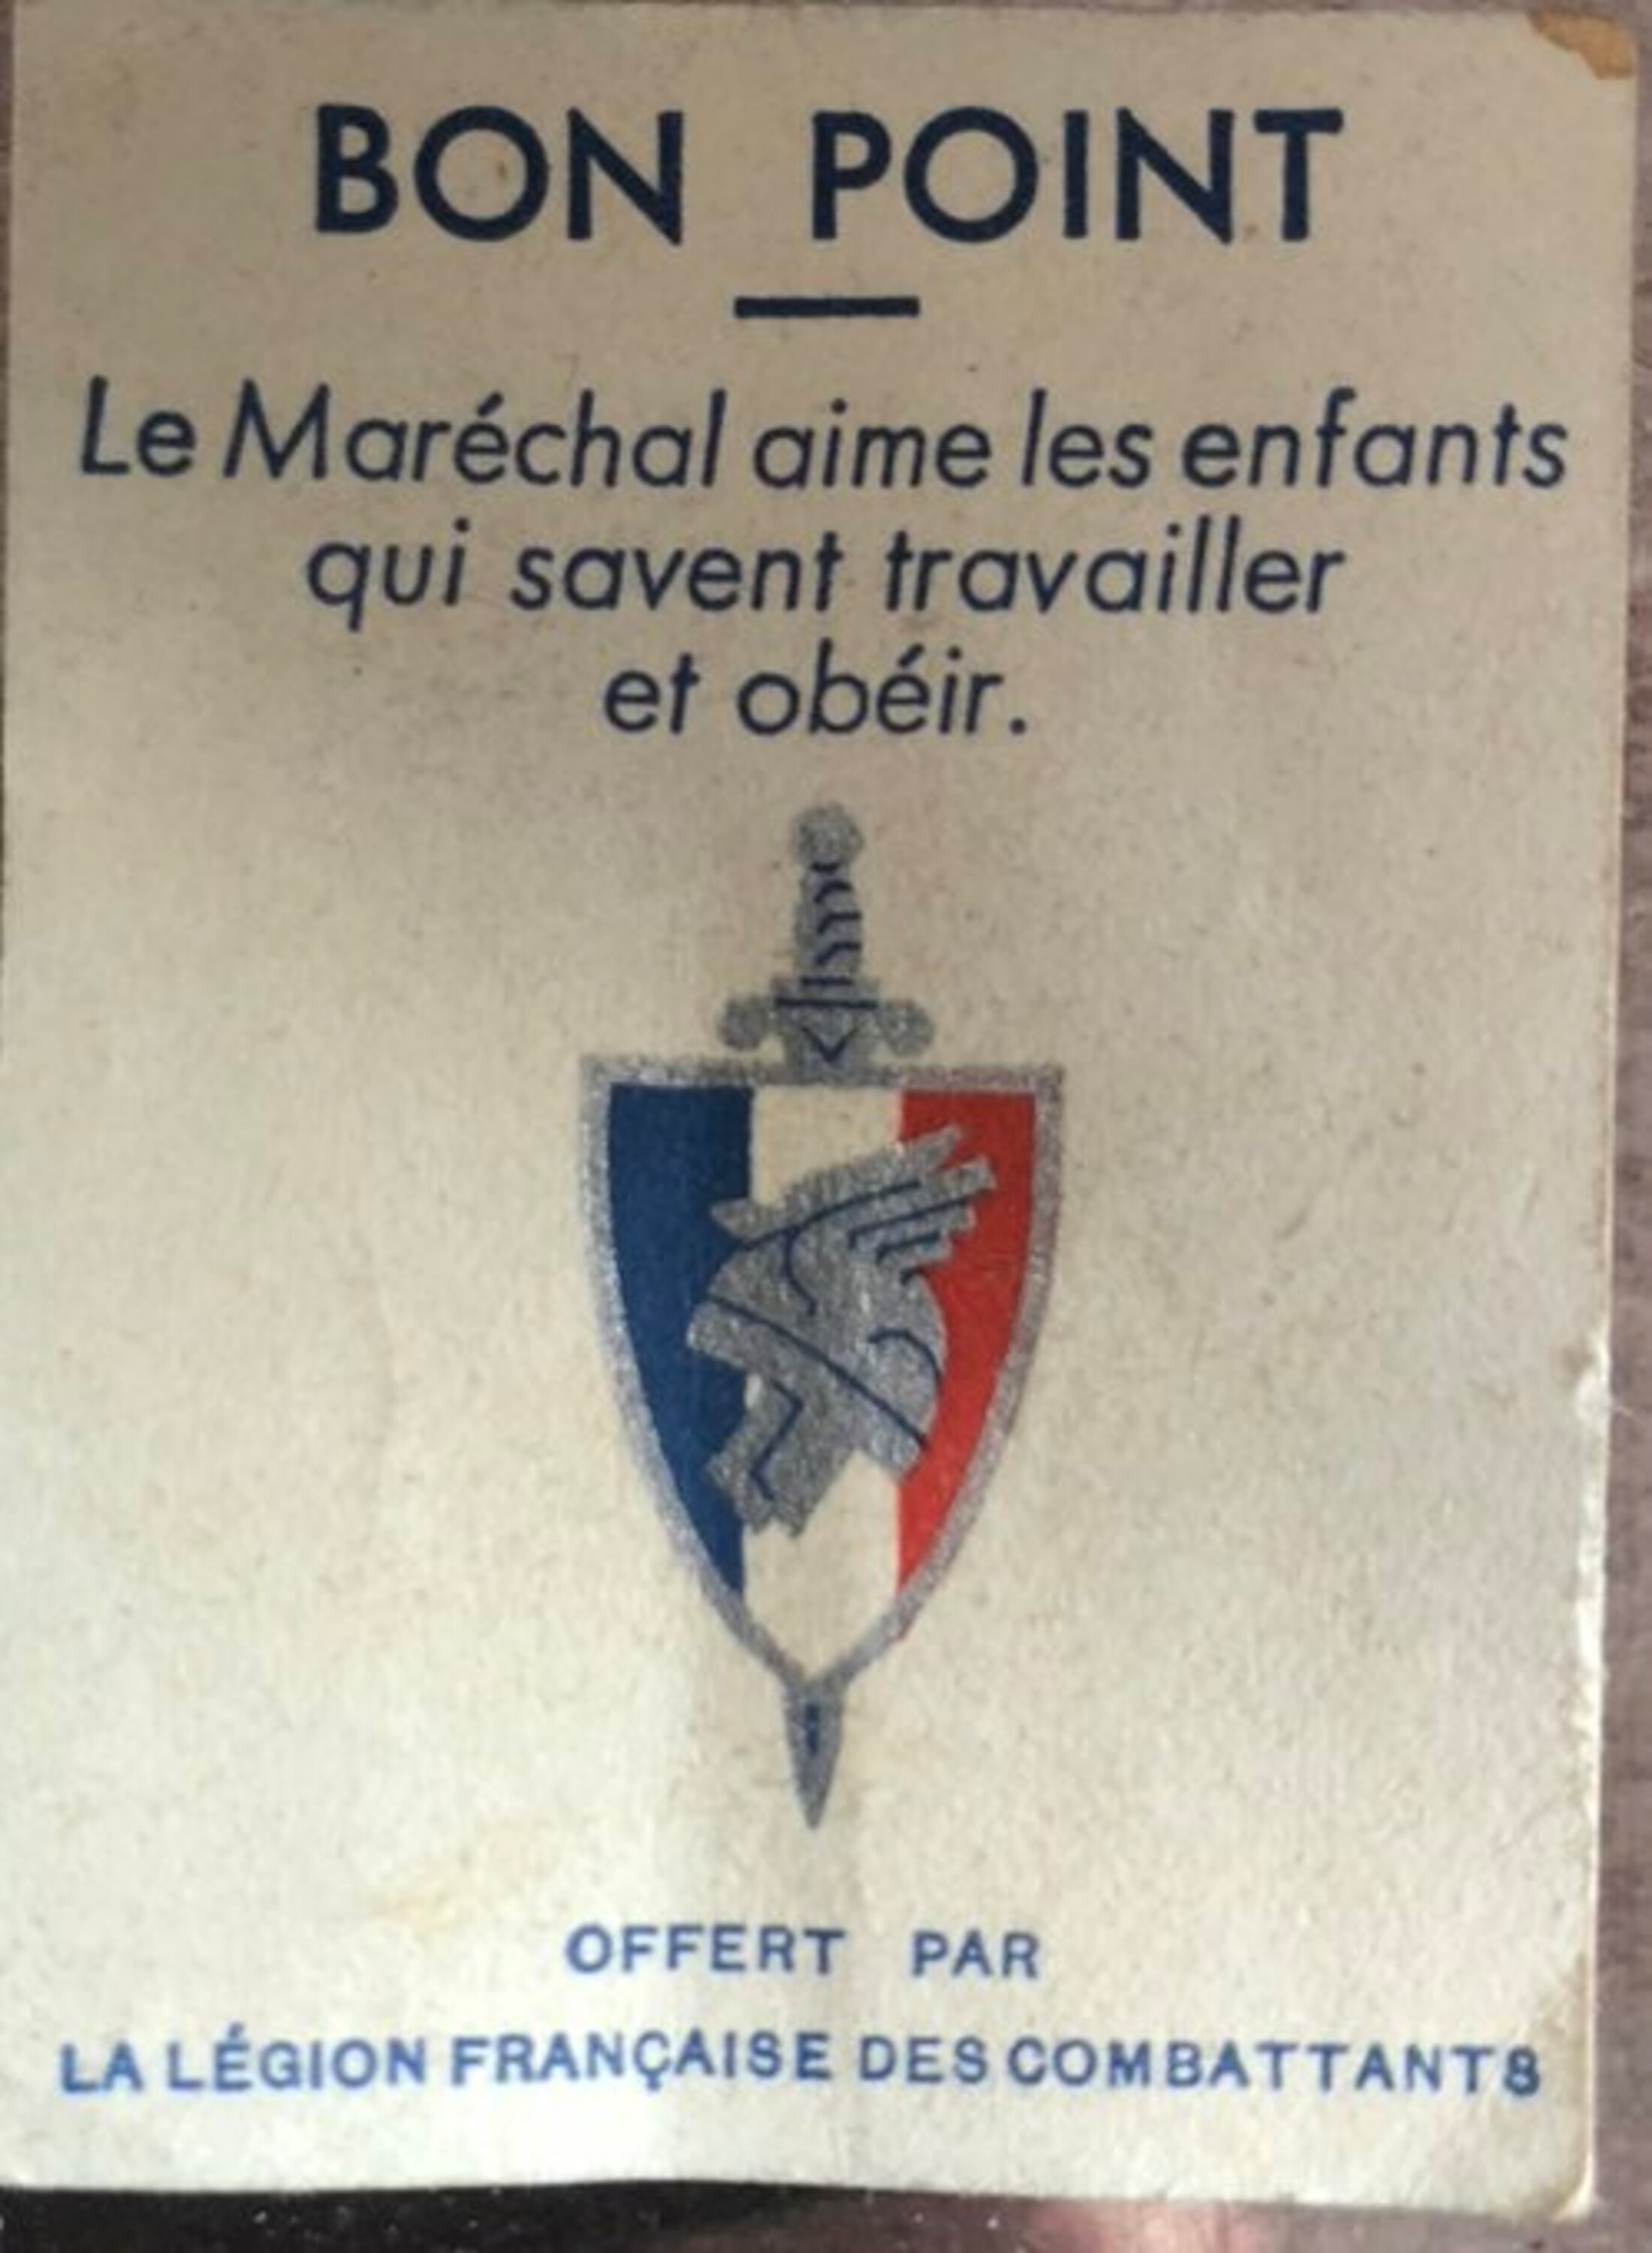 BON POINT
Le Maréchal aime les enfants
qui savent travailler
et obéir.
OFFERT PAR
LA LÉGION FRANÇAISE DES COMBATTANTS